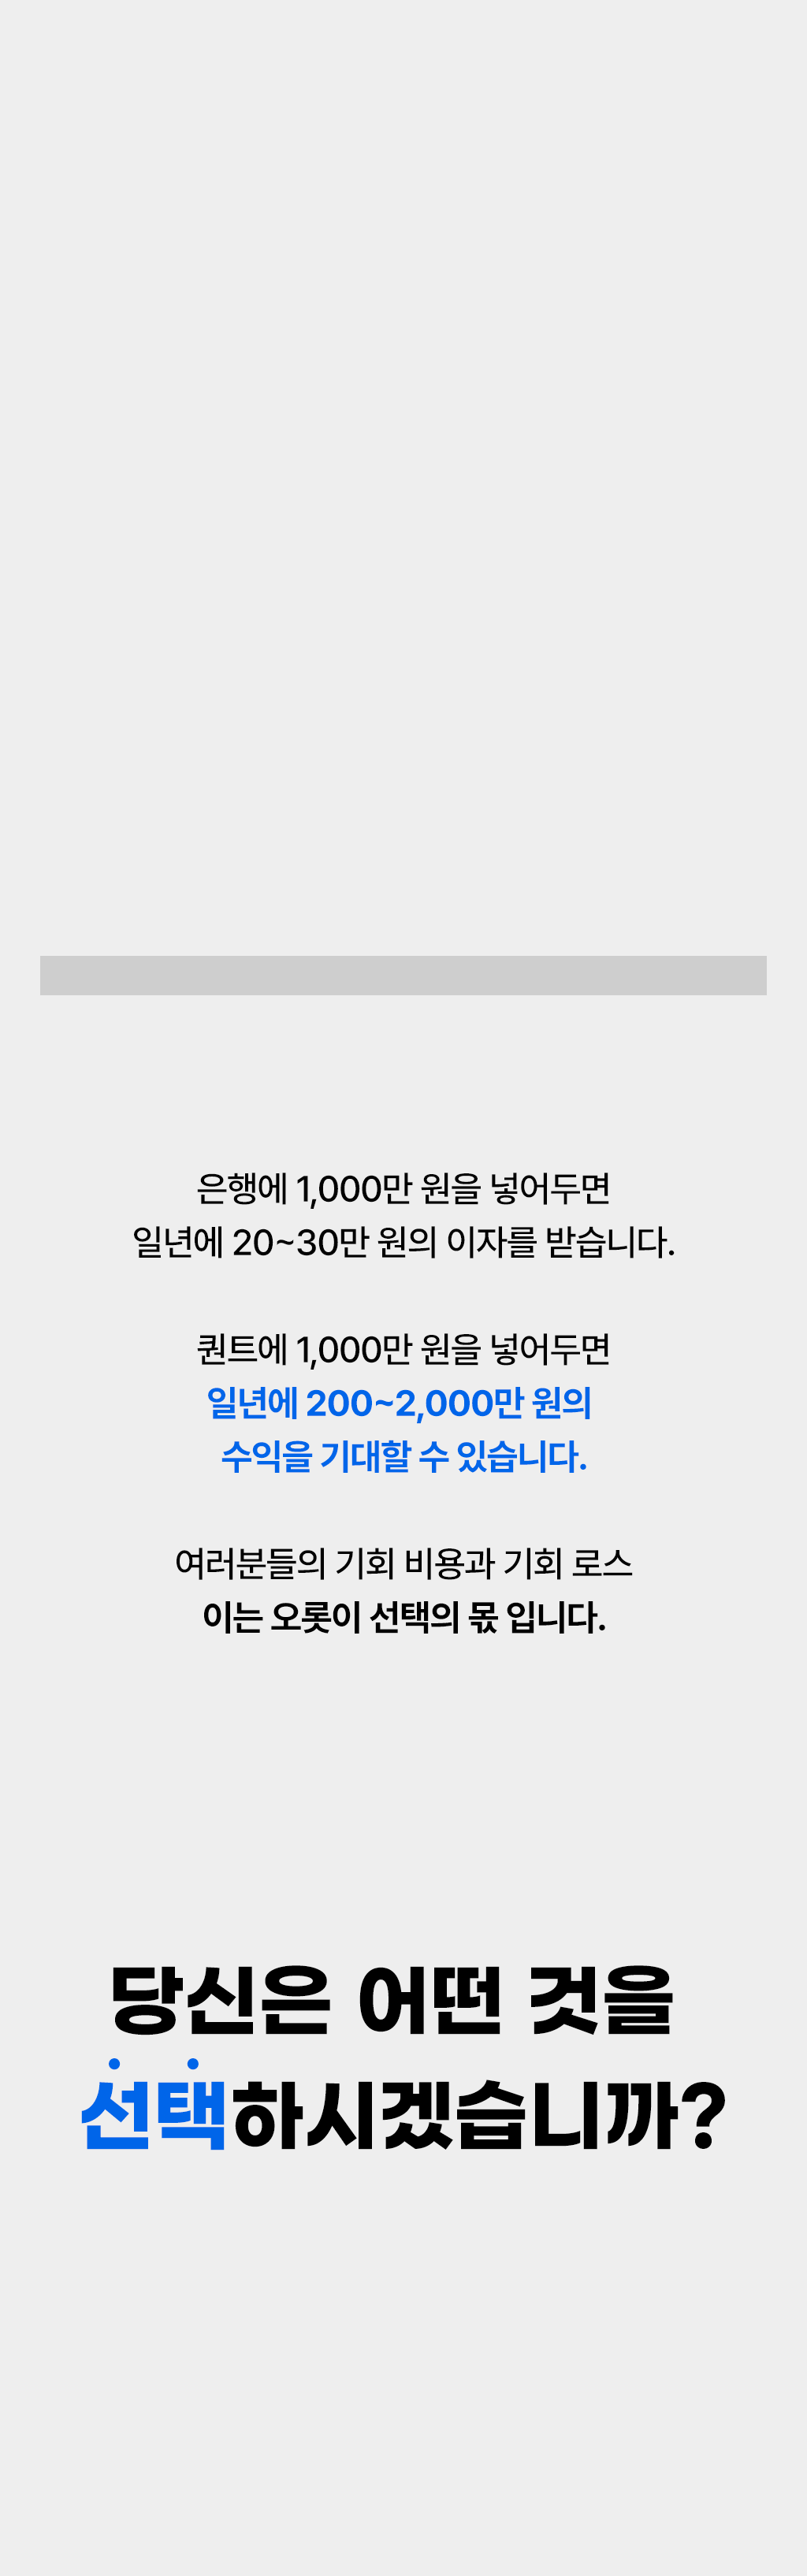 은행에 1,000만 원을 넣어두면
일년에 20~30만 원의 이자를 받습니다.
퀀트에 1,000만 원을 넣어두면
일년에 200~2,000만 원의
수익을 기대할 수 있습니다.
여러분들의 기회 비용과 기회 로스
이는 오롯이 선택의 몫 입니다.
당신은 어떤 것을
선택하시겠습니까?